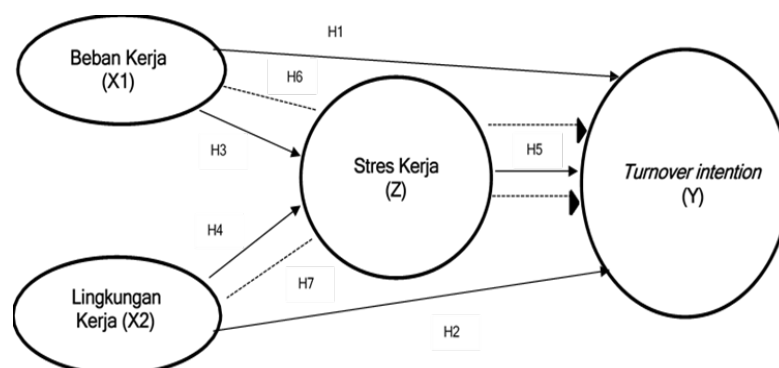 H1
Beban Kerja
(X1)
H6
H3
H5
Stres Kerja
(Z)
Turnover intention
(Y)
H4
H7
Lingkungan
Kerja (X2)
H2